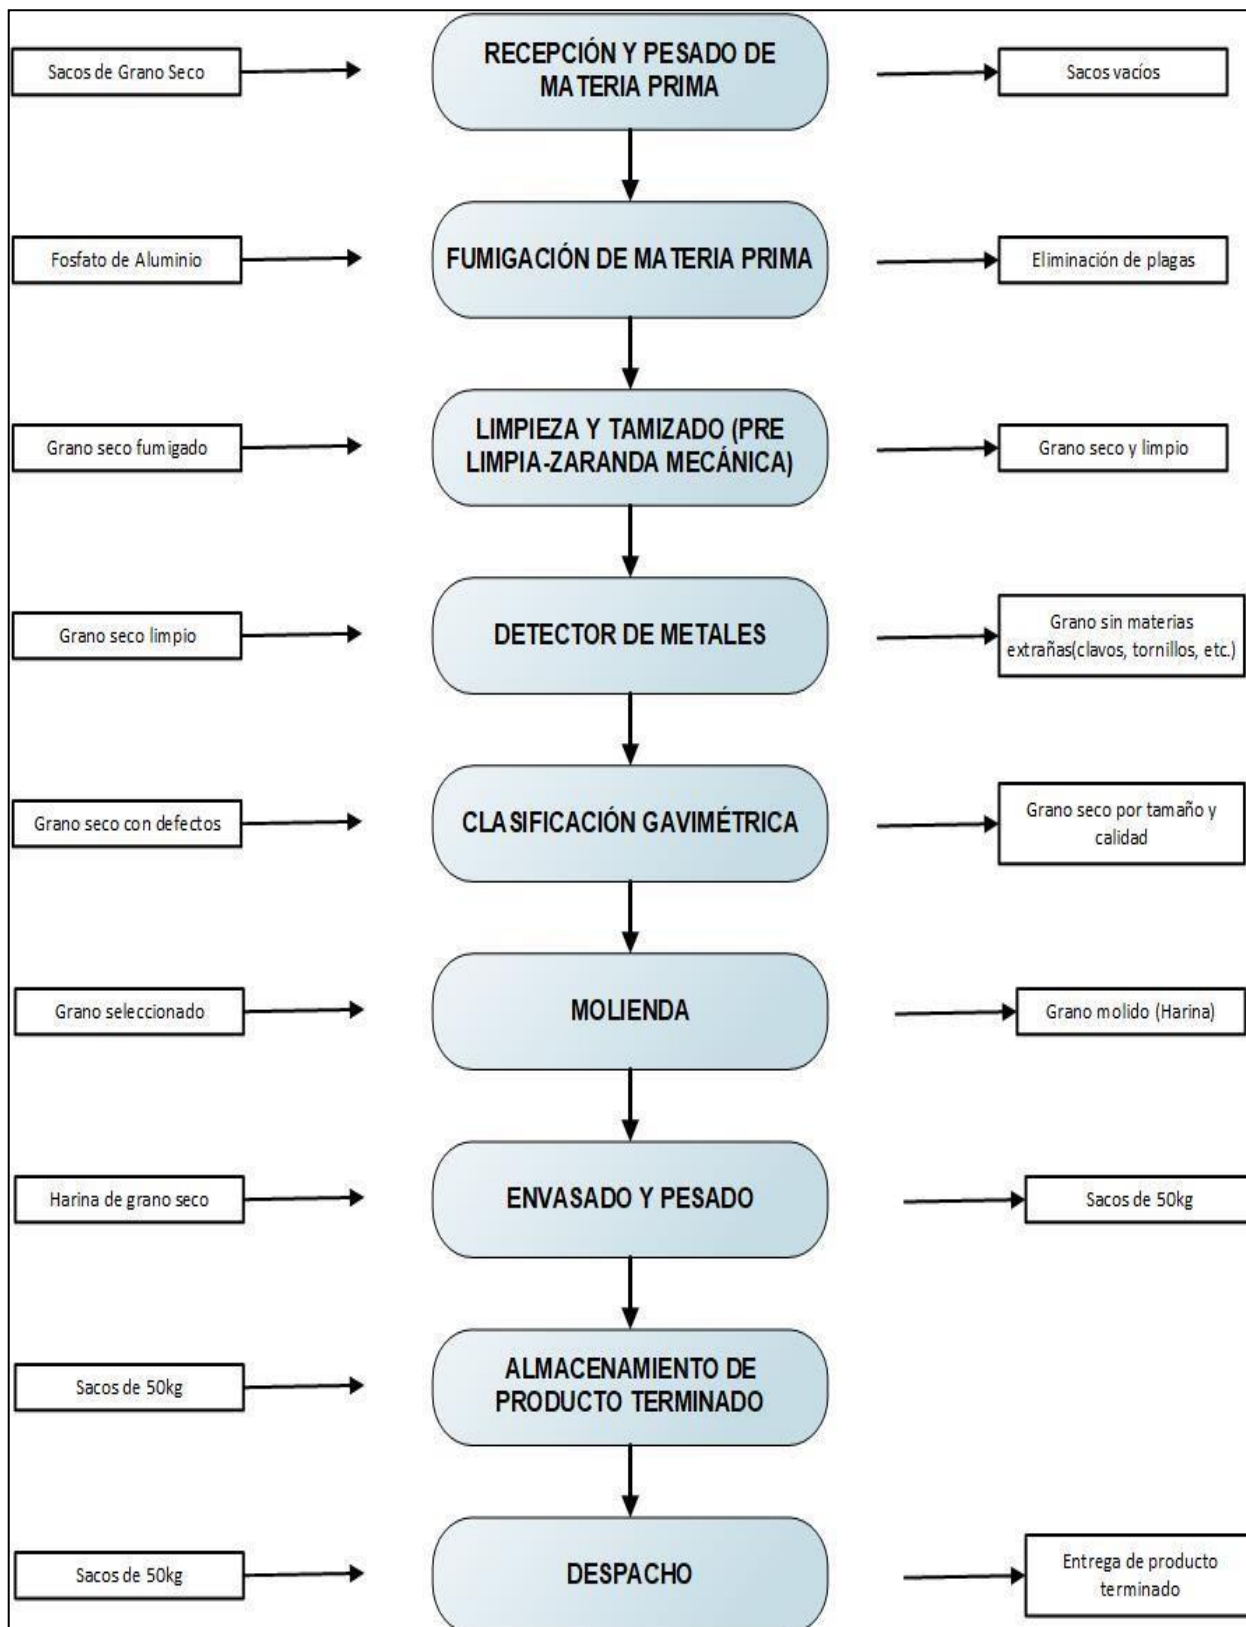 Sacos de Grano Seco
RECEPCIÓN Y PESADO DE
MATERIA PRIMA
Sacos vacíos
Fosfato de Aluminio
FUMIGACIÓN DE MATERIA PRIMA
Eliminación de plagas
Grano seco fumigado
LIMPIEZA Y TAMIZADO (PRE
LIMPIA-ZARANDA MECÁNICA)
Grano seco y limpio
Grano seco limpio
DETECTOR DE METALES
Grano sin materias
extrañas(clavos, tornillos, etc.)
Grano seco con defectos
CLASIFICACIÓN GAVIMÉTRICA
Grano seco por tamaño y
calidad
Grano seleccionado
MOLIENDA
Grano molido (Harina)
Harina de grano seco
ENVASADO Y PESADO
Sacos de 50kg
Sacos de 50kg
ALMACENAMIENTO DE
PRODUCTO TERMINADO
Sacos de 50kg
DESPACHO
Entrega de producto
terminado